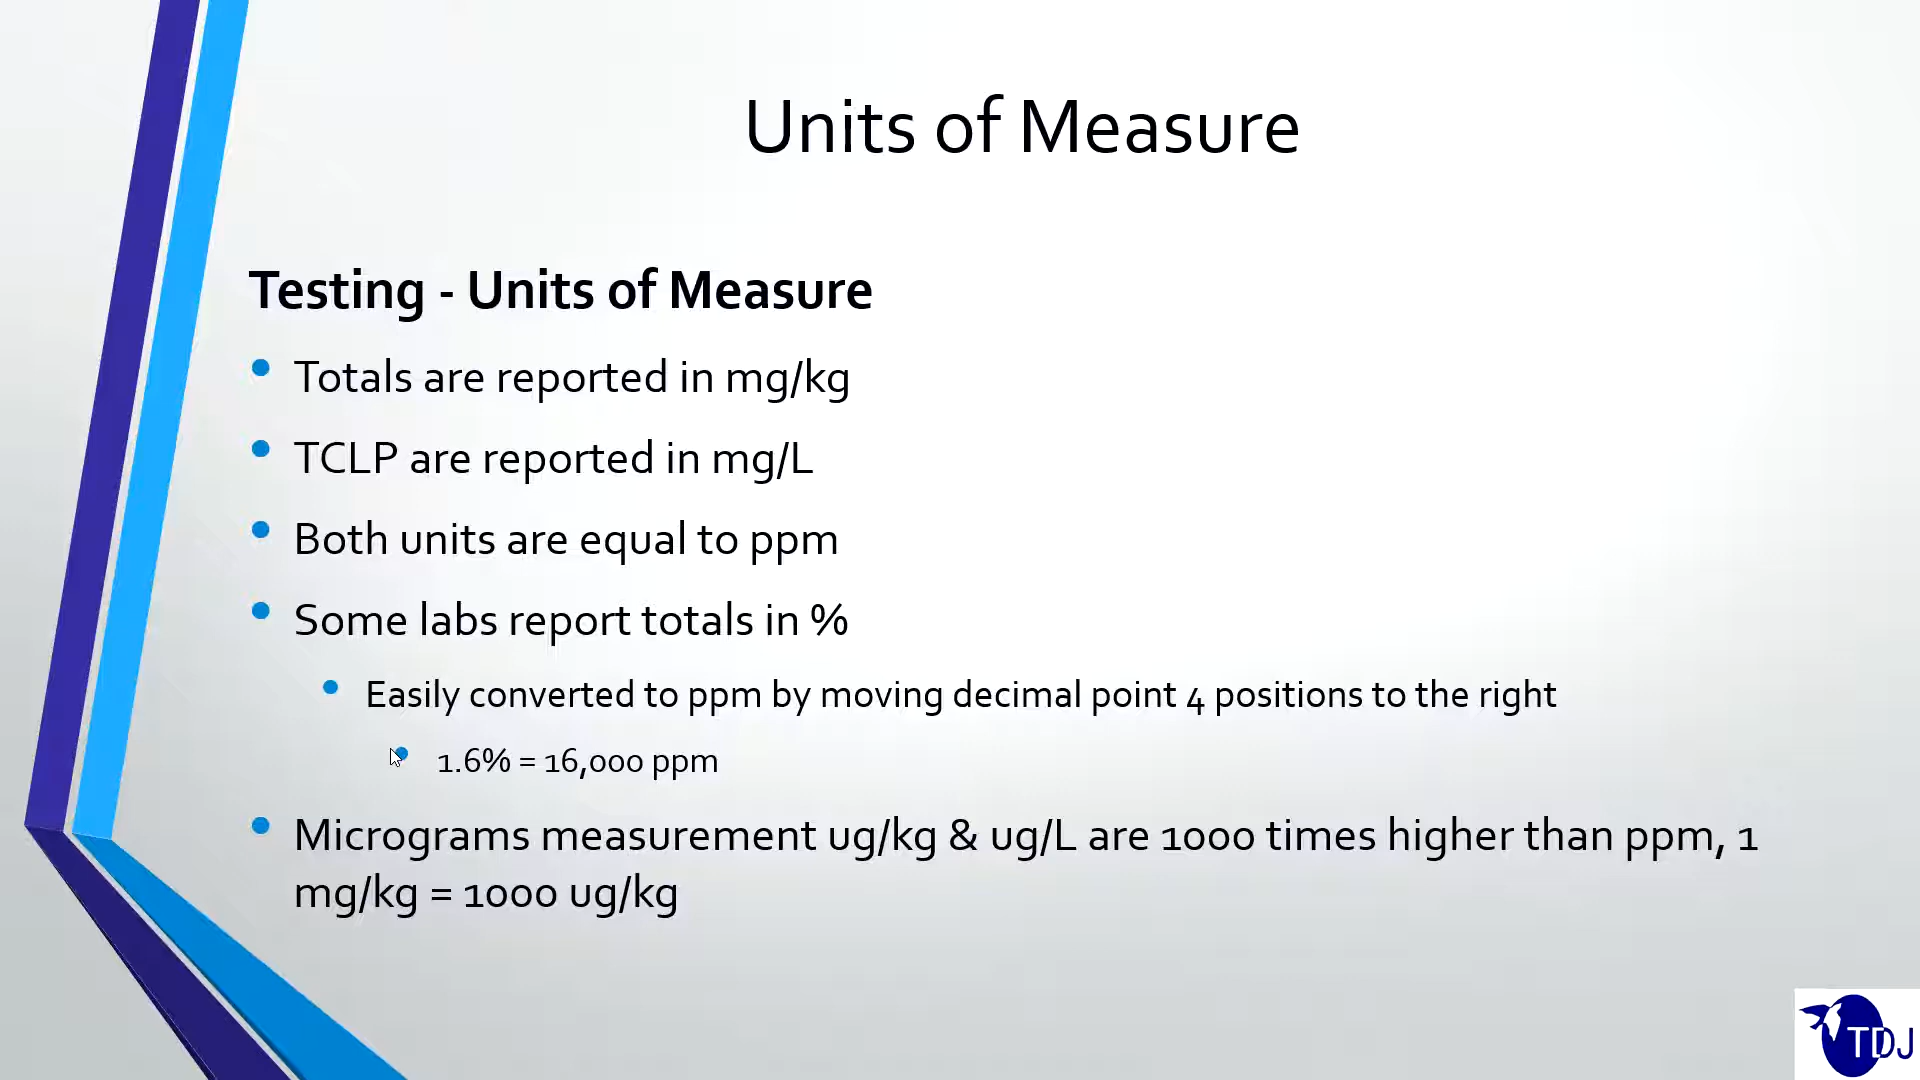 Units of Measure
Testing - Units of Measure
Totals are reported in mg/kg
TCLP are reported in mg/L
Both units are equal to ppm
Some labs report totals in %
Easily converted to ppm by moving decimal point 4 positions to the right
1.6% = 16,000 ppm
Micrograms measurement ug/kg & ug/L are 1000 times higher than ppm, 1
mg/kg = 1000 ug/kg
TDJ